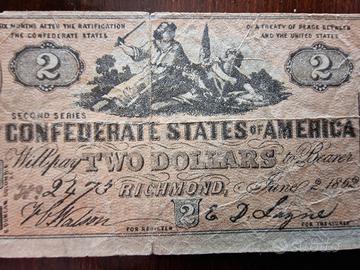 SIX MONTHS AFTER THE RATIFICATION OF A TREATY OF PEACE BETWEEN
THE CONFEDERATE STATES AND THE UNITED STATES
2 2
SECOND SERIES
CONFEDERATE STATES OF AMERICA
Will pay TWO DOLLARS to Bearer
No 2473 RICHMOND, June 2 1862
2
FOR REGISTER FOR TREASURER